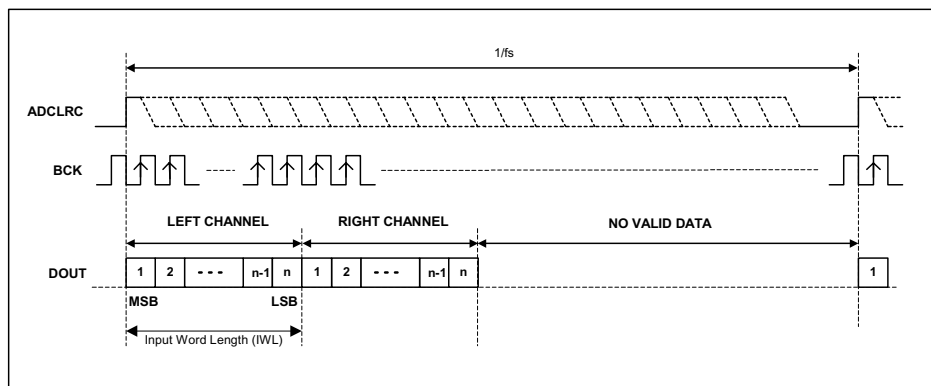 1/fs
ADCLRC
BCK
LEFT CHANNEL RIGHT CHANNEL NO VALID DATA
DOUT 1 2 - - - n-1 n 1 2 - - - n-1 n 1
MSB LSB
Input Word Length (IWL)